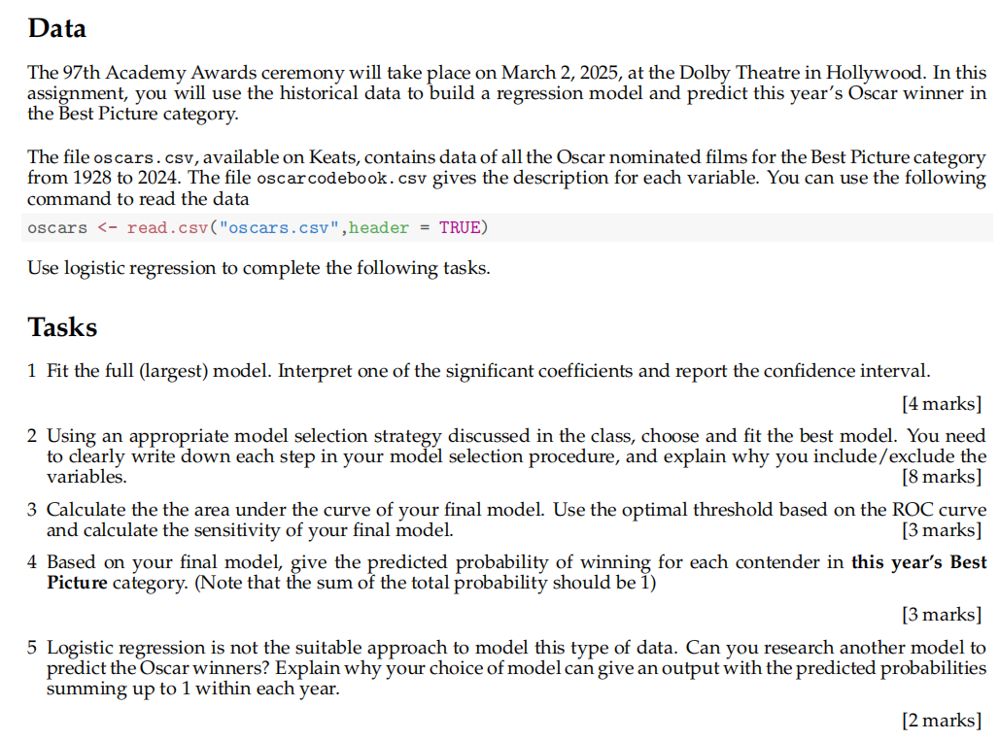 Data
The 97th Academy Awards ceremony will take place on March 2, 2025, at the Dolby Theatre in Hollywood. In this
assignment, you will use the historical data to build a regression model and predict this year's Oscar winner in
the Best Picture category.
The file oscars.csv, available on Keats, contains data of all the Oscar nominated films for the Best Picture category
from 1928 to 2024. The file oscarcodebook.csv gives the description for each variable. You can use the following
command to read the data
oscars <- read.csv("oscars.csv",header = TRUE)
Use logistic regression to complete the following tasks.
Tasks
1 Fit the full (largest) model. Interpret one of the significant coefficients and report the confidence interval.
[4 marks]
2 Using an appropriate model selection strategy discussed in the class, choose and fit the best model. You need
to clearly write down each step in your model selection procedure, and explain why you include/exclude the
variables. [8 marks]
3 Calculate the the area under the curve of your final model. Use the optimal threshold based on the ROC curve
and calculate the sensitivity of your final model. [3 marks]
4 Based on your final model, give the predicted probability of winning for each contender in this year's Best
Picture category. (Note that the sum of the total probability should be 1)
[3 marks]
5 Logistic regression is not the suitable approach to model this type of data. Can you research another model to
predict the Oscar winners? Explain why your choice of model can give an output with the predicted probabilities
summing up to 1 within each year.
[2 marks]